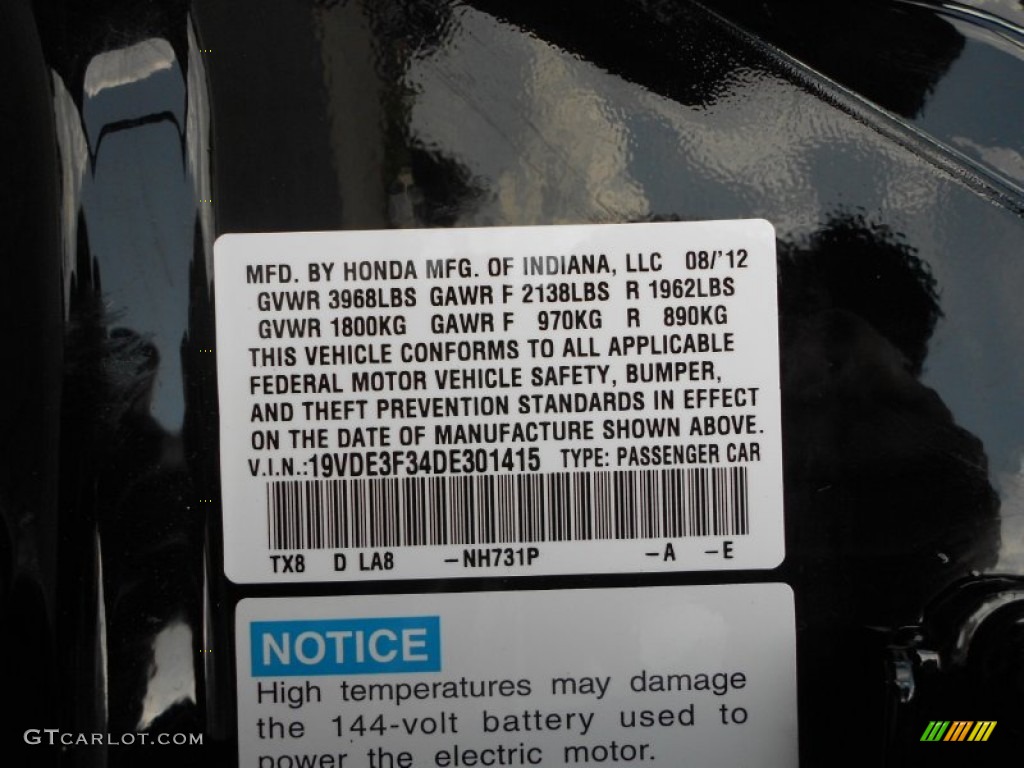 MFD. BY HONDA MFG. OF INDIANA, LLC 08/'12
GVWR 3968LBS GAWR F 2138LBS R 1962LBS
GVWR 1800KG GAWR F 970KG R 890KG
THIS VEHICLE CONFORMS TO ALL APPLICABLE
FEDERAL MOTOR VEHICLE SAFETY, BUMPER,
AND THEFT PREVENTION STANDARDS IN EFFECT
ON THE DATE OF MANUFACTURE SHOWN ABOVE.
V.I.N.:19VDE3F34DE301415 TYPE: PASSENGER CAR
TX8 D LA8 –NH731P –A –E
NOTICE
High temperatures may damage
the 144-volt battery used to
power the electric motor.
GTCARLOT.COM